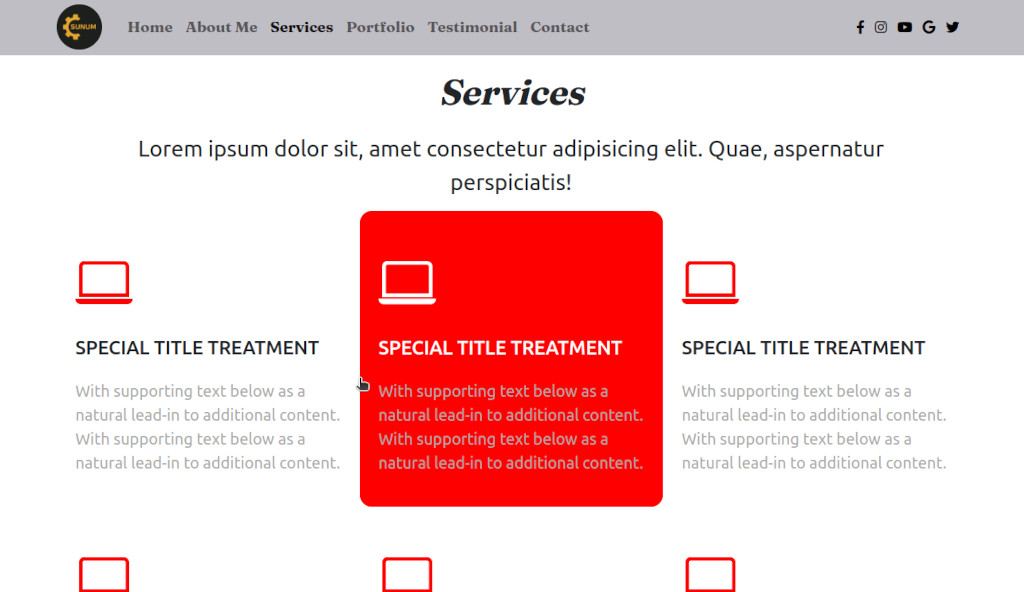 SUNUM
Home About Me Services Portfolio Testimonial Contact
Services
Lorem ipsum dolor sit, amet consectetur adipisicing elit. Quae, aspernatur
perspiciatis!
SPECIAL TITLE TREATMENT
With supporting text below as a
natural lead-in to additional content.
With supporting text below as a
natural lead-in to additional content.
SPECIAL TITLE TREATMENT
With supporting text below as a
natural lead-in to additional content.
With supporting text below as a
natural lead-in to additional content.
SPECIAL TITLE TREATMENT
With supporting text below as a
natural lead-in to additional content.
With supporting text below as a
natural lead-in to additional content.